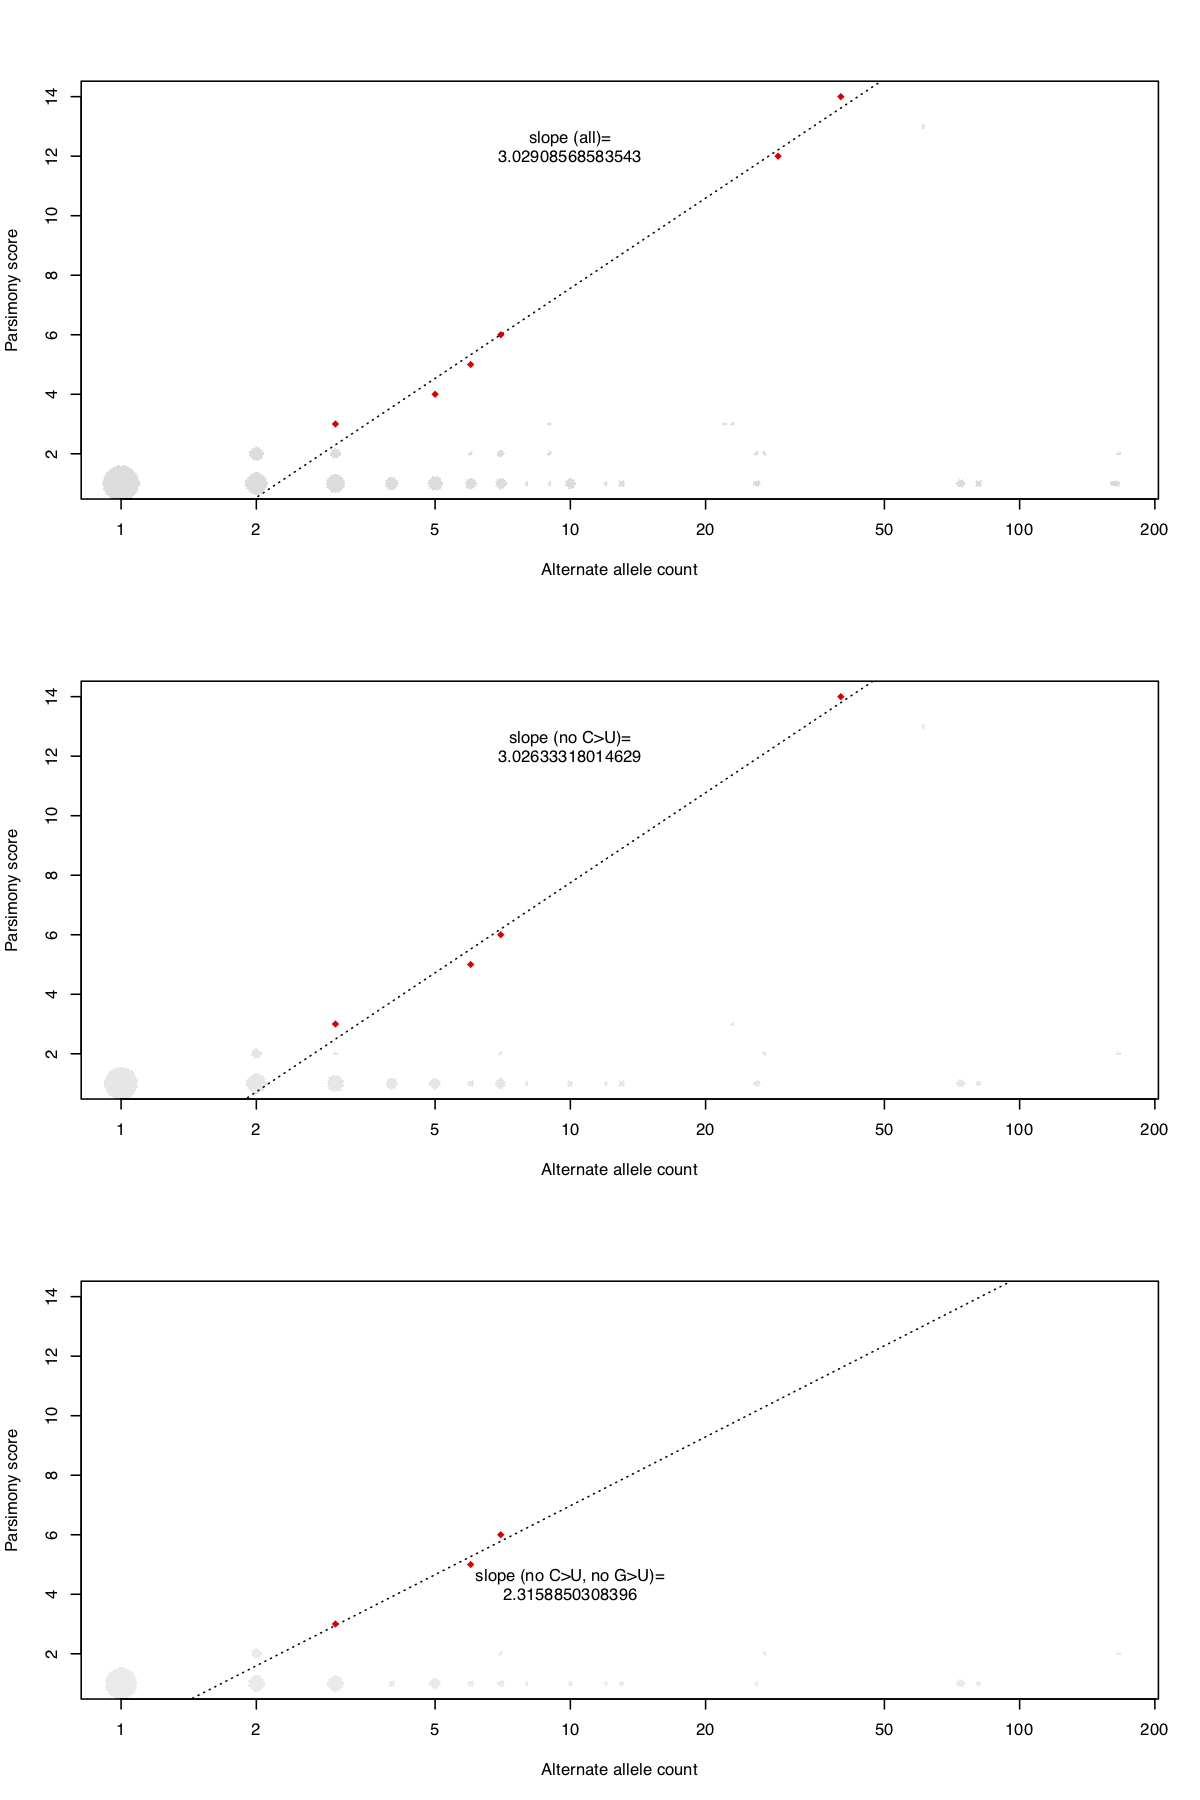 14
12
10
8
6
4
2
Parsimony score
slope (all)=
3.02908568583543
1 2 5 10 20 50 100 200
Alternate allele count
14
12
10
8
6
4
2
Parsimony score
slope (no C>U)=
3.02633318014629
1 2 5 10 20 50 100 200
Alternate allele count
14
12
10
8
6
4
2
Parsimony score
slope (no C>U, no G>U)=
2.3158850308396
1 2 5 10 20 50 100 200
Alternate allele count